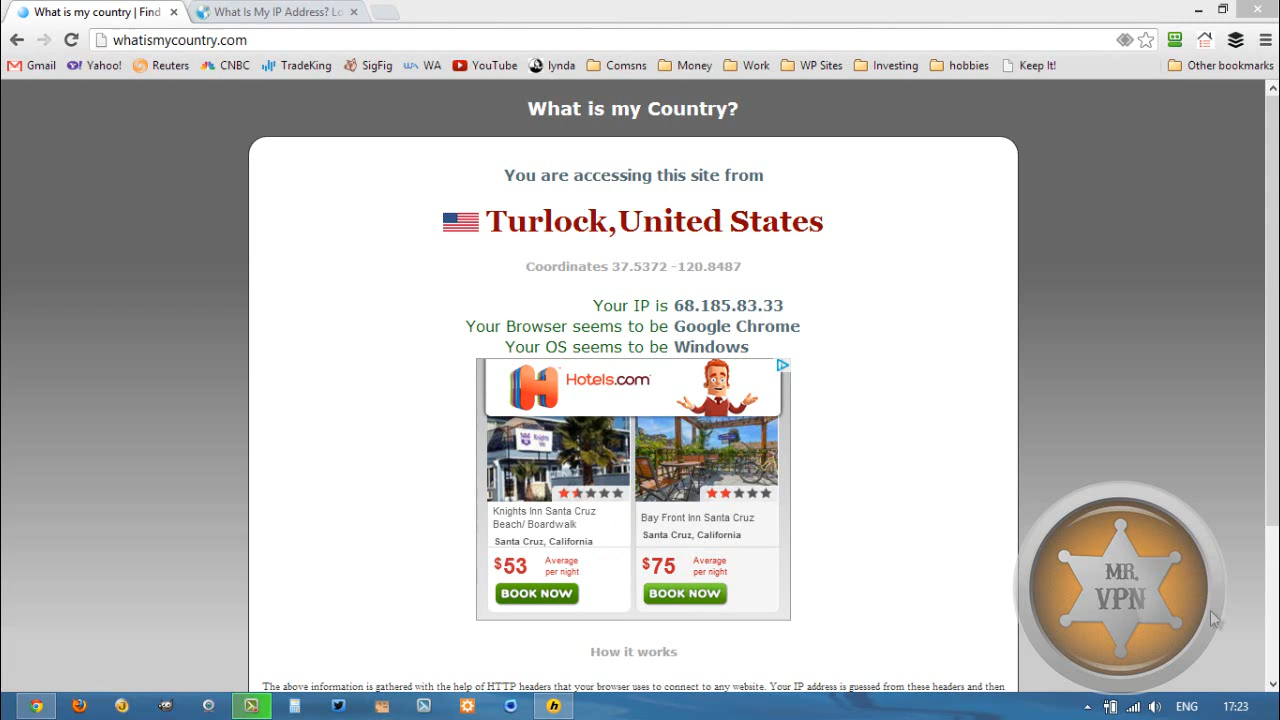 What is my country | Find
What Is My IP Address? Lo
whatismycountry.com
Gmail
Yahoo!
Reuters
CNBC
TradeKing
SigFig
WA
YouTube
lynda
Comsns
Money
Work
WP Sites
Investing
hobbies
Keep It!
Other bookmarks
What is my Country?
You are accessing this site from
Turlock,United States
Coordinates 37.5372 -120.8487
Your IP is 68.185.83.33
Your Browser seems to be Google Chrome
Your OS seems to be Windows
Hotels.com
Knights Inn Santa Cruz
Beach/ Boardwalk
Santa Cruz, California
$53 Average
per night
BOOK NOW
Bay Front Inn Santa Cruz
Santa Cruz, California
$75 Average
per night
BOOK NOW
How it works
The above information is gathered with the help of HTTP headers that your browser uses to connect to any website. Your IP address is guessed from these headers and then
MR.
VPN
ENG
17:23